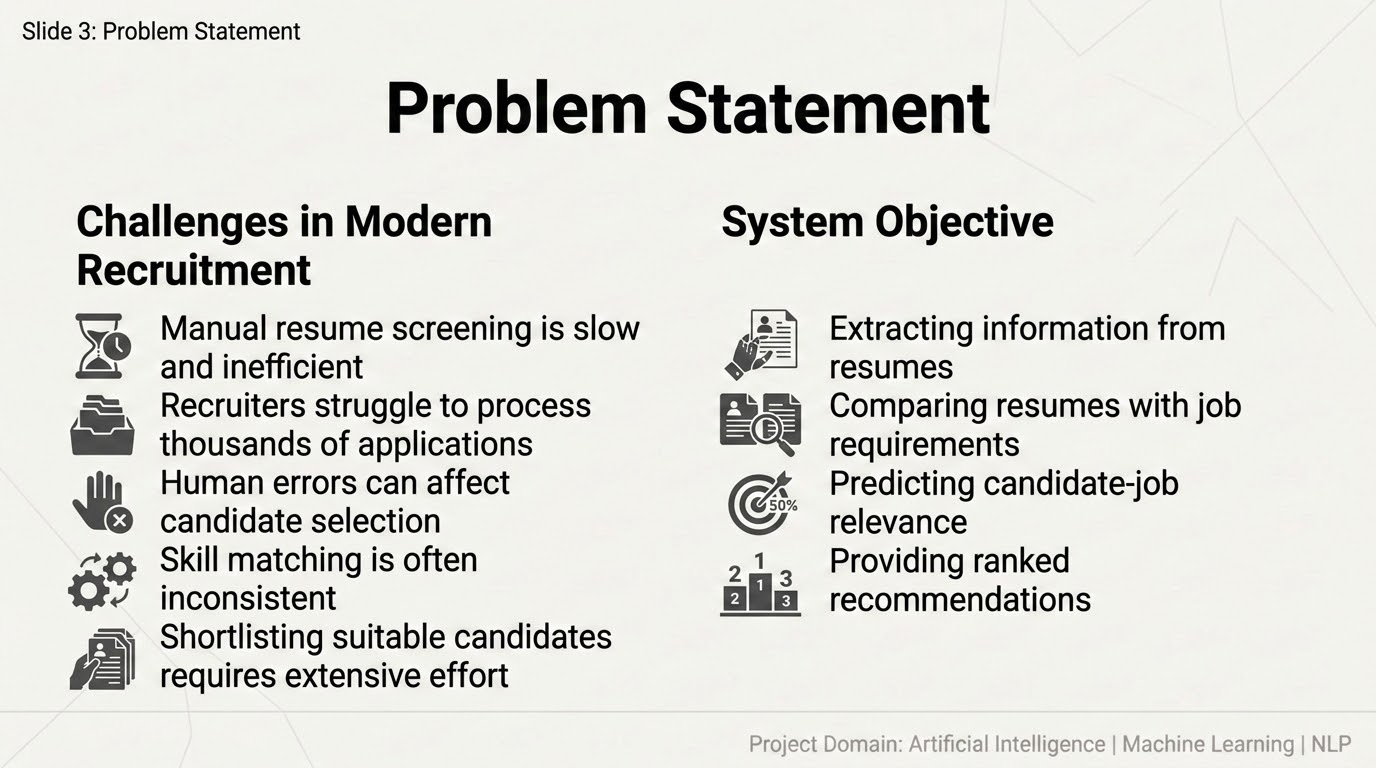 Slide 3: Problem Statement
Problem Statement
Challenges in Modern
Recruitment
Manual resume screening is slow
and inefficient
Recruiters struggle to process
thousands of applications
Human errors can affect
candidate selection
Skill matching is often
inconsistent
Shortlisting suitable candidates
requires extensive effort
System Objective
Extracting information from
resumes
Comparing resumes with job
requirements
50%
Predicting candidate-job
relevance
2 1 3
2 1 3
Providing ranked
recommendations
Project Domain: Artificial Intelligence | Machine Learning | NLP